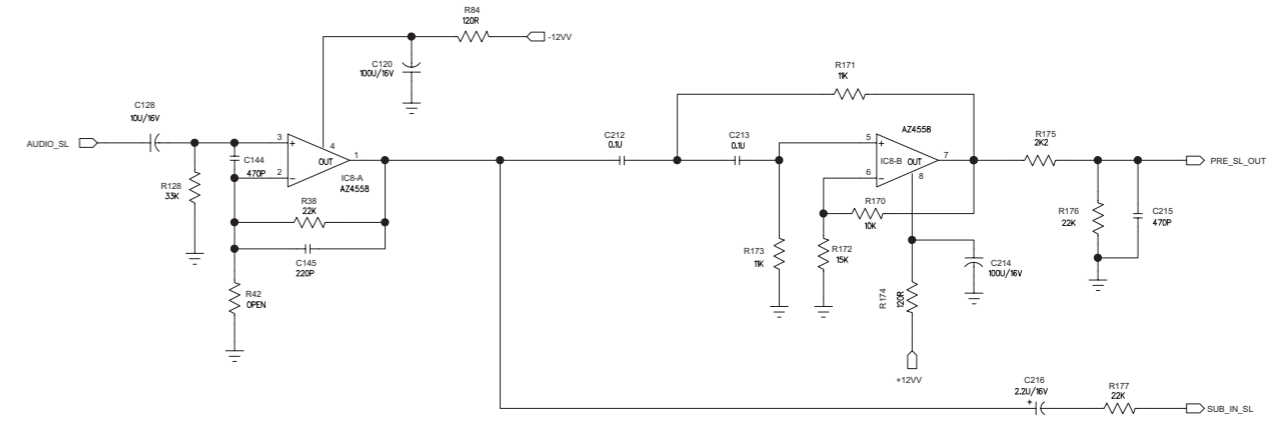 R84
120R
-12VV
C120
100U/16V
C128
10U/16V
AUDIO_SL
R128
33K
C144
470P
3
+
2
-
4
OUT
1
IC8-A
AZ4558
R38
22K
C145
220P
R42
OPEN
C212
0.1U
C213
0.1U
R171
11K
AZ4558
5
+
6
-
IC8-B
OUT
7
8
R170
10K
R173
11K
R172
15K
R174
120R
C214
100U/16V
+12VV
R175
2K2
PRE_SL_OUT
R176
22K
C215
470P
C216
2.2U/16V
+
R177
22K
SUB_IN_SL